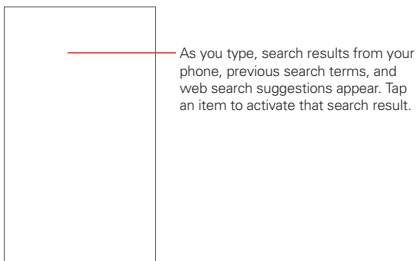 As you type, search results from your
phone, previous search terms, and
web search suggestions appear. Tap
an item to activate that search result.